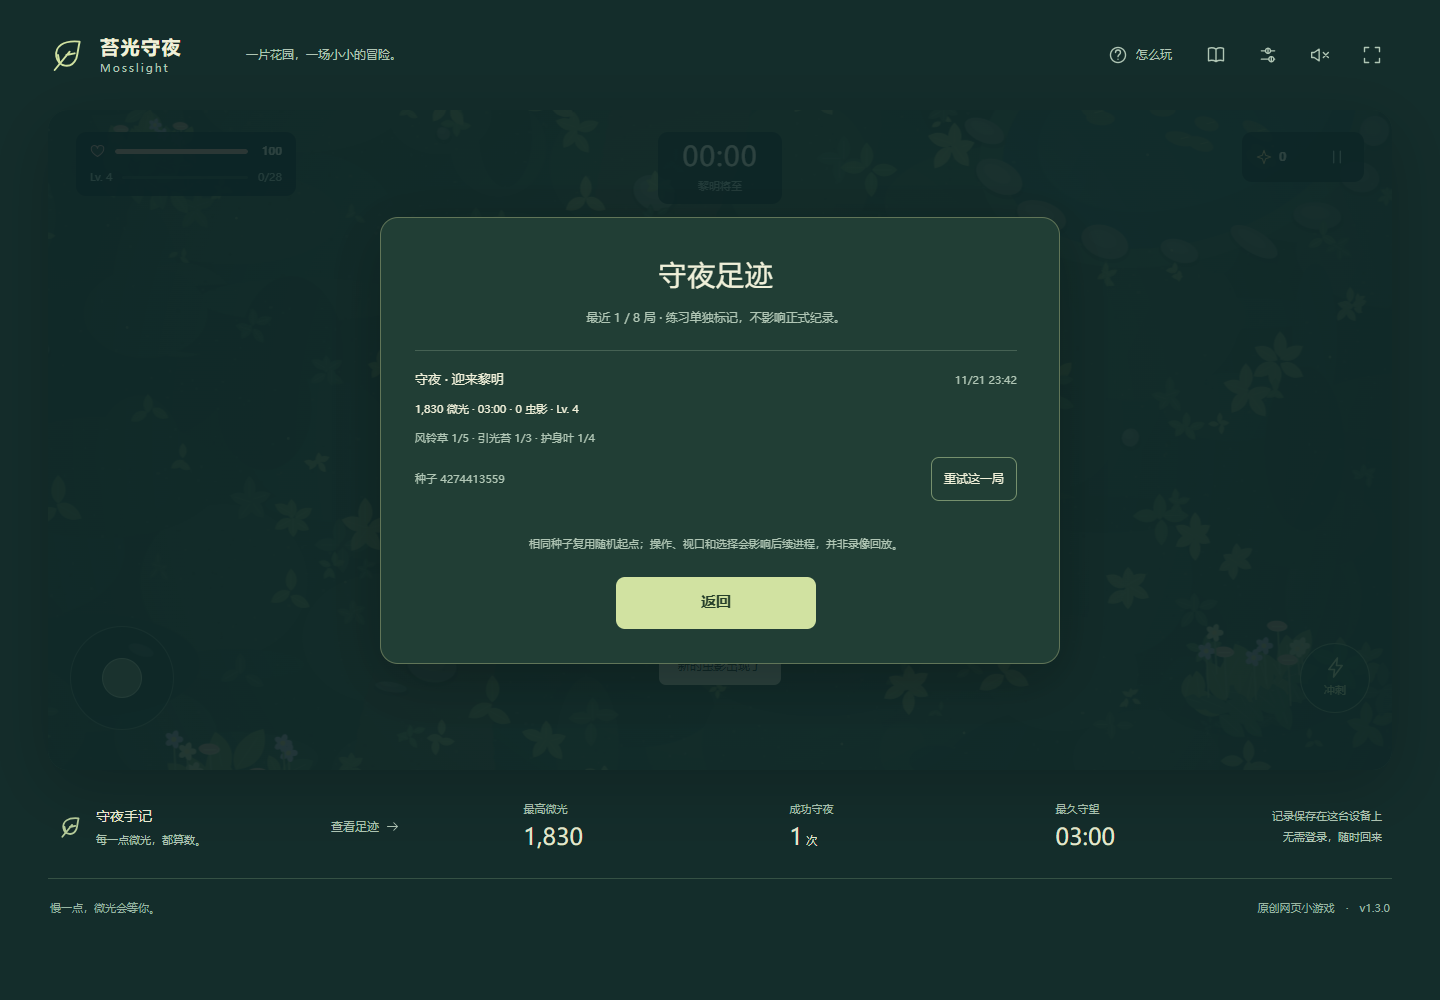 苔光守夜
Mosslight
一片花园，一场小小的冒险。
怎么玩
100
Lv. 4
0/28
00:00
黎明将至
0
守夜足迹
最近 1 / 8 局 · 练习单独标记，不影响正式纪录。
守夜 · 迎来黎明
11/21 23:42
1,830 微光 · 03:00 · 0 虫影 · Lv. 4
风铃草 1/5 · 引光苔 1/3 · 护身叶 1/4
种子 4274413559
重试这一局
相同种子复用随机起点；操作、视口和选择会影响后续进程，并非录像回放。
返回
冲刺
守夜手记
每一点微光，都算数。
查看足迹 →
最高微光
1,830
成功守夜
1 次
最久守望
03:00
记录保存在这台设备上
无需登录，随时回来
慢一点，微光会等你。
原创网页小游戏 · v1.3.0